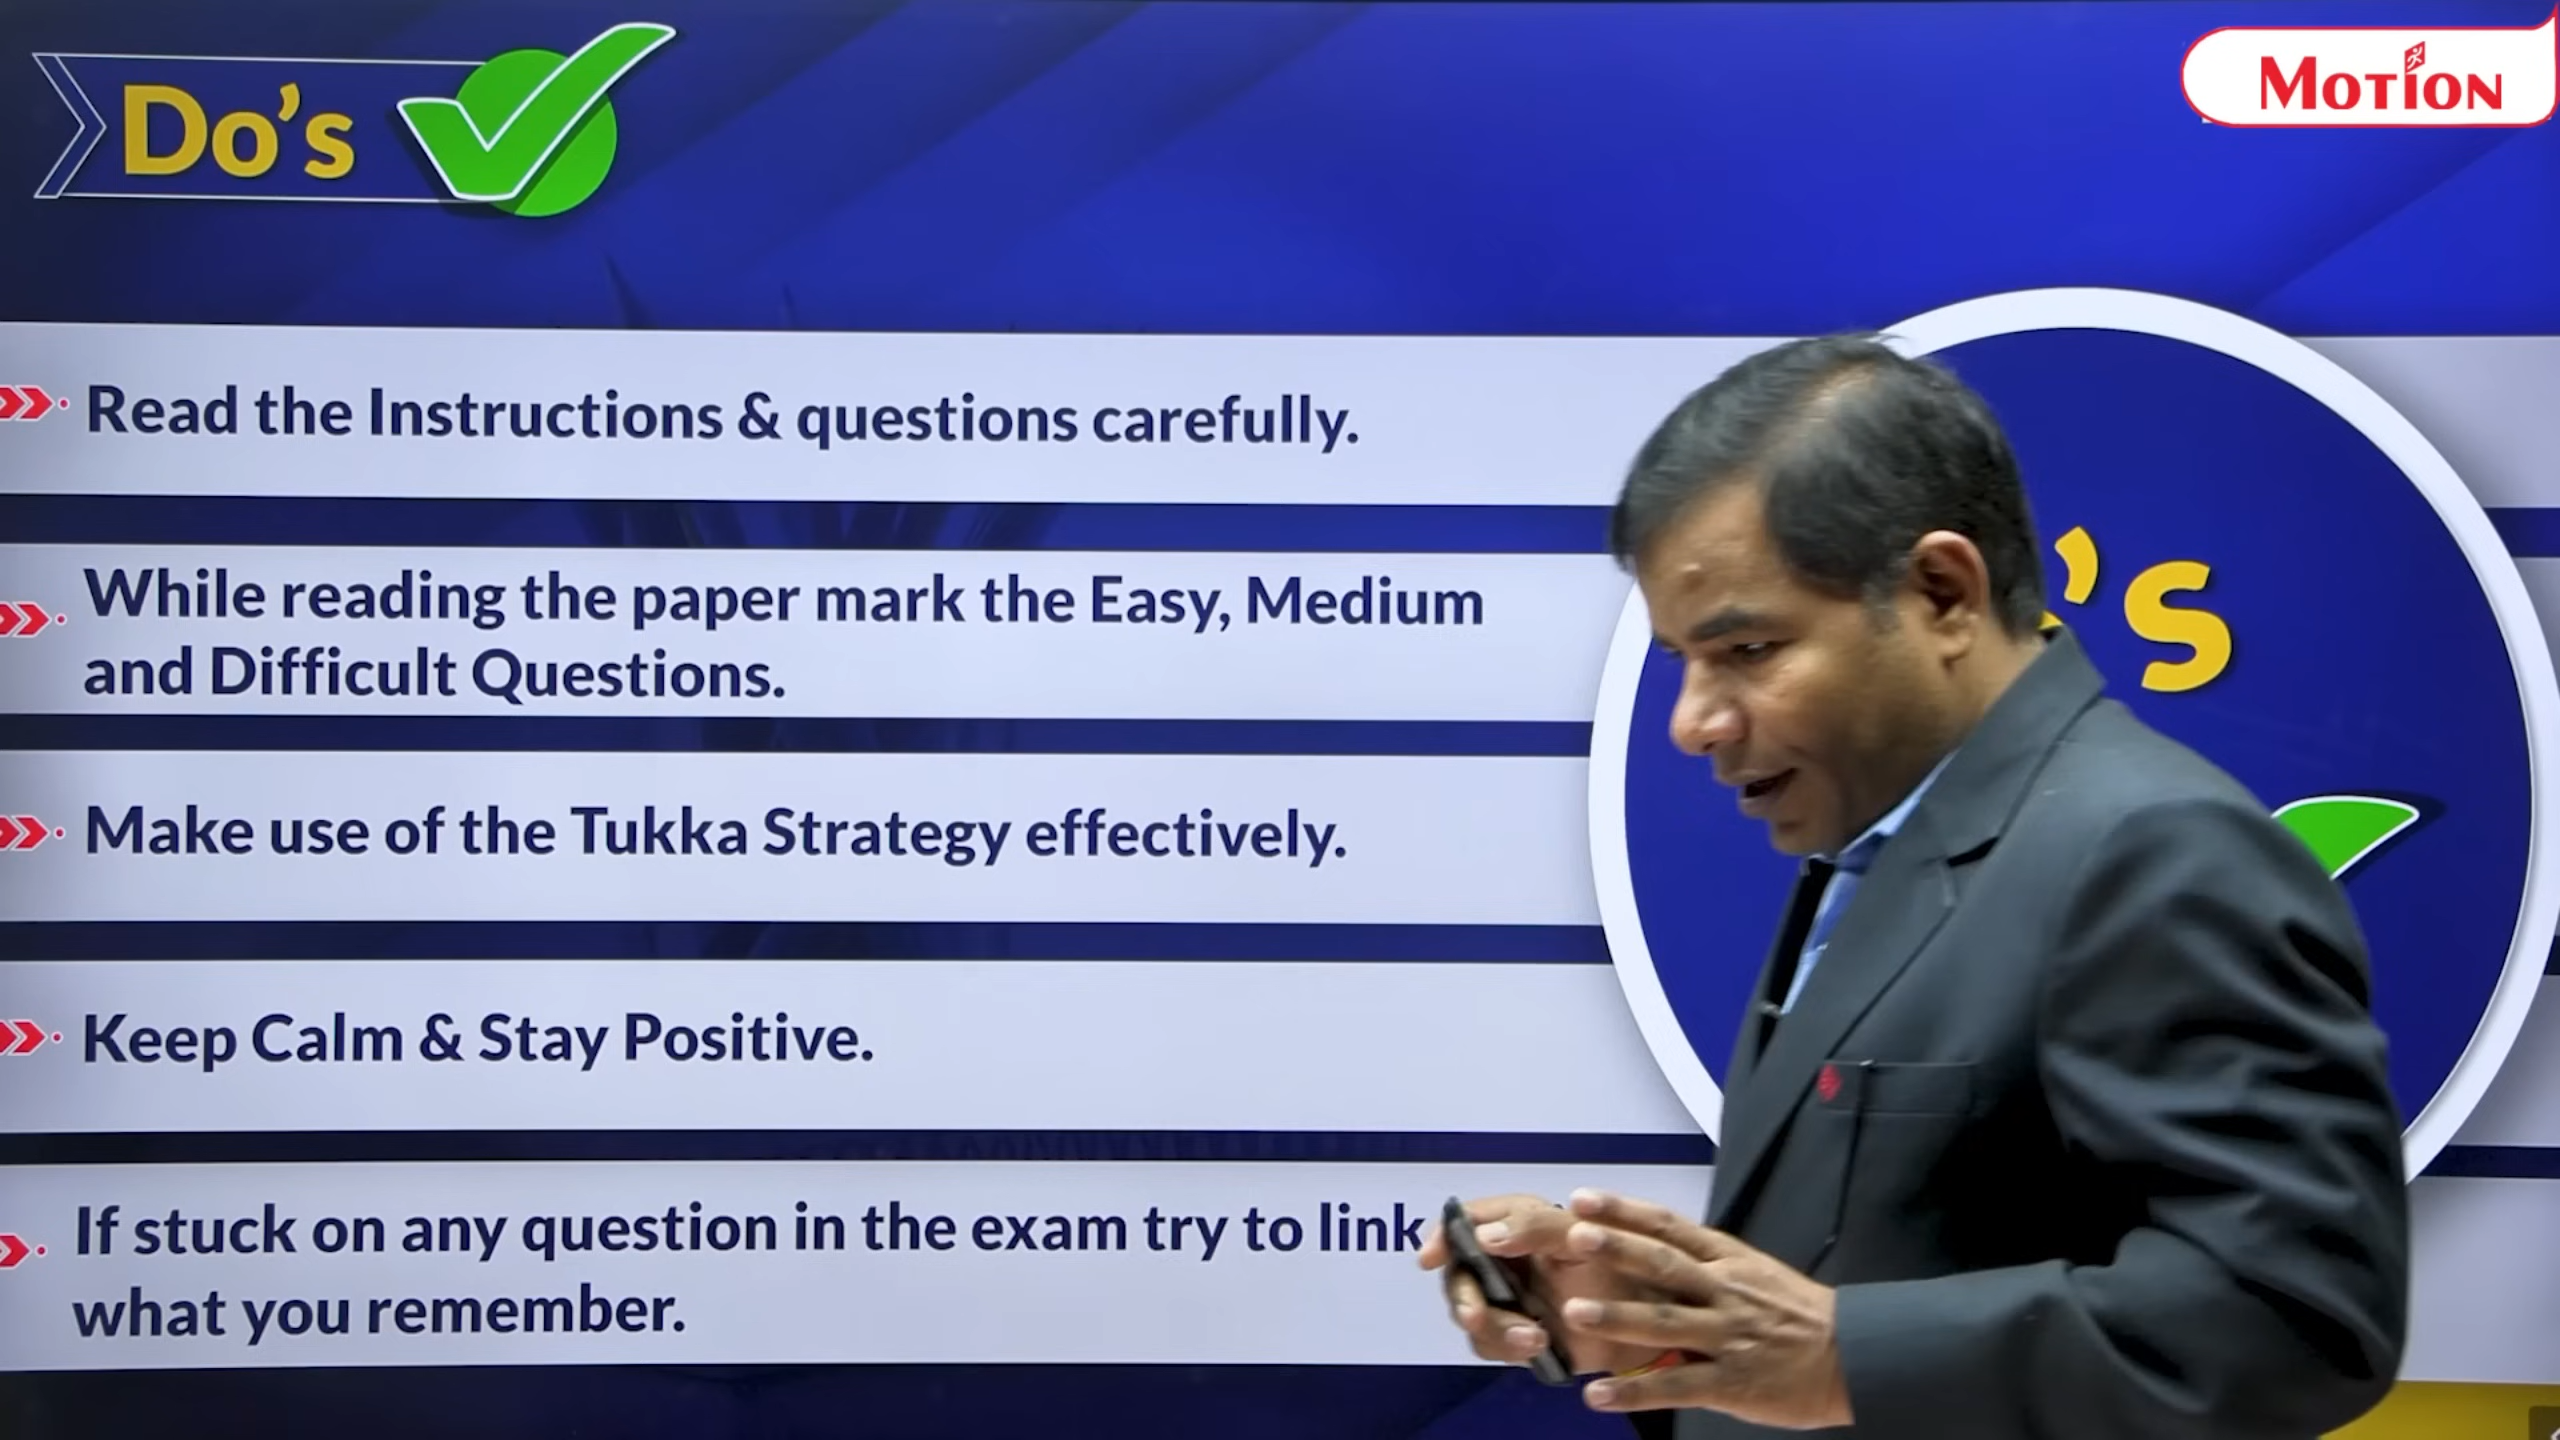 Do's
MOTION
Read the Instructions & questions carefully.
While reading the paper mark the Easy, Medium
and Difficult Questions.
Make use of the Tukka Strategy effectively.
Keep Calm & Stay Positive.
If stuck on any question in the exam try to link
what you remember.
's